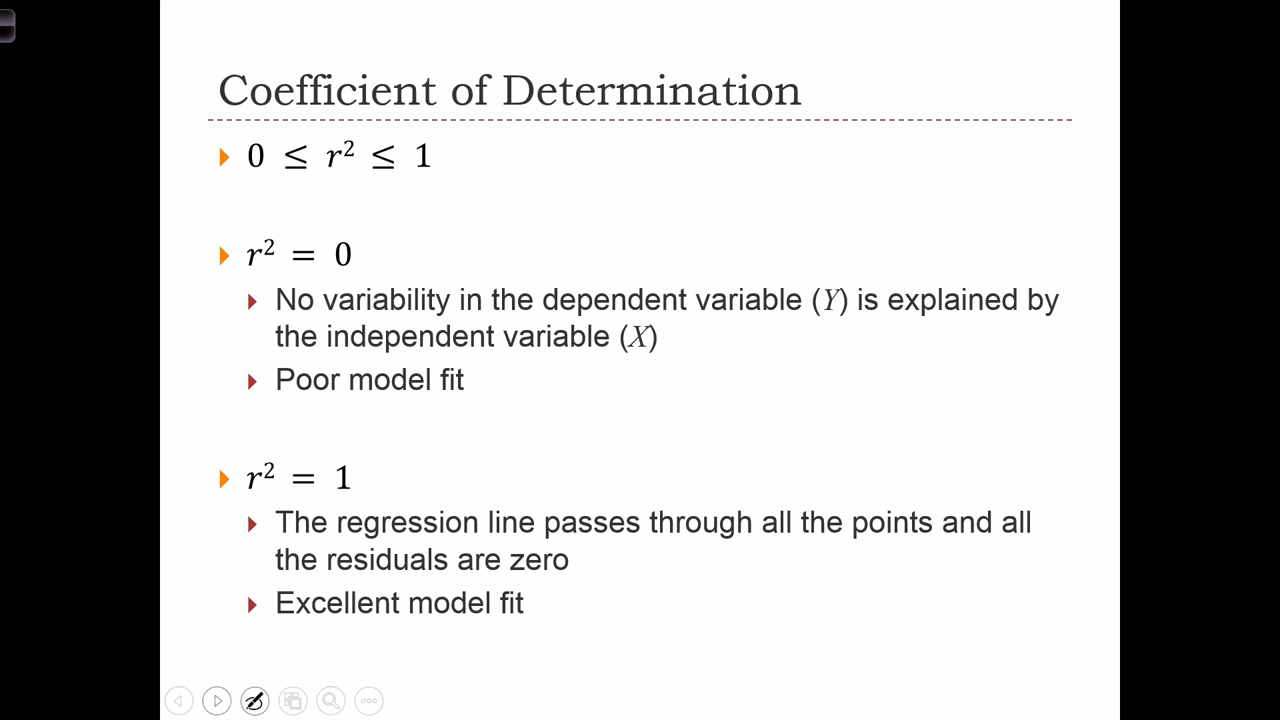 Coefficient of Determination
0 ≤ r² ≤ 1
r² = 0
No variability in the dependent variable (Y) is explained by
the independent variable (X)
Poor model fit
r² = 1
The regression line passes through all the points and all
the residuals are zero
Excellent model fit